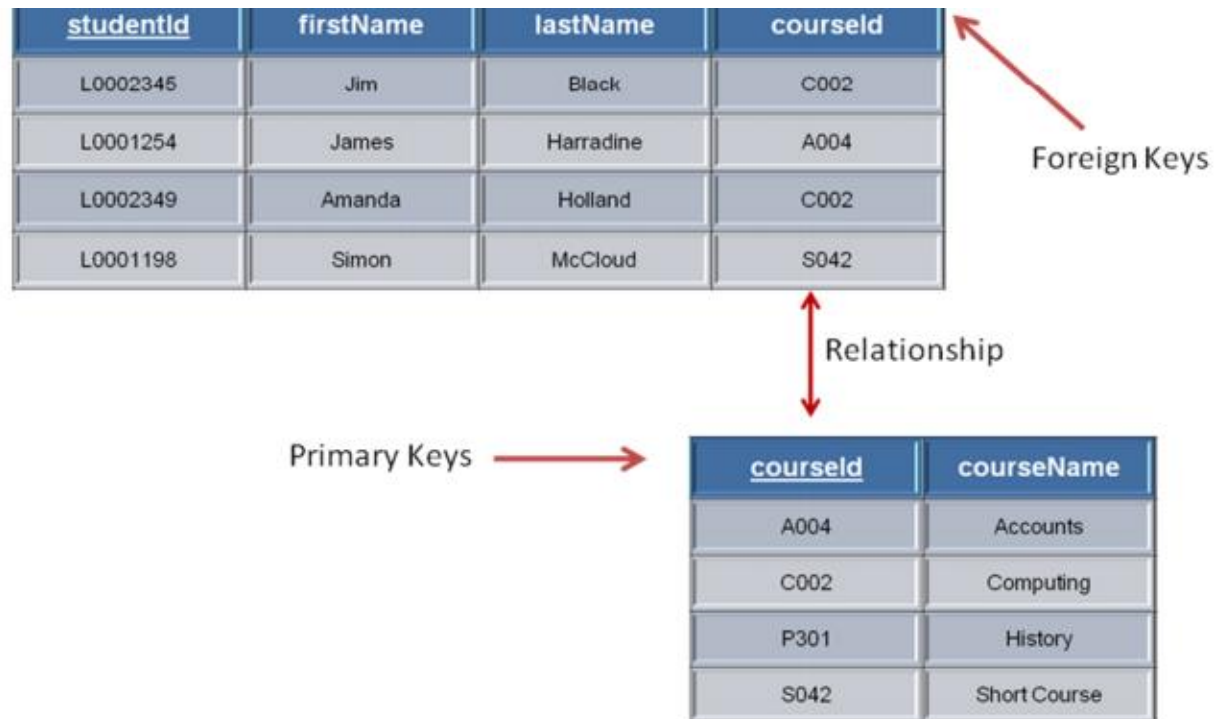 studentId firstName lastName courseId
L0002345 Jim Black C002
L0001254 James Harradine A004
Foreign Keys
L0002349 Amanda Holland C002
L0001198 Simon McCloud S042
Relationship
Primary Keys
courseId courseName
A004 Accounts
C002 Computing
P301 History
S042 Short Course